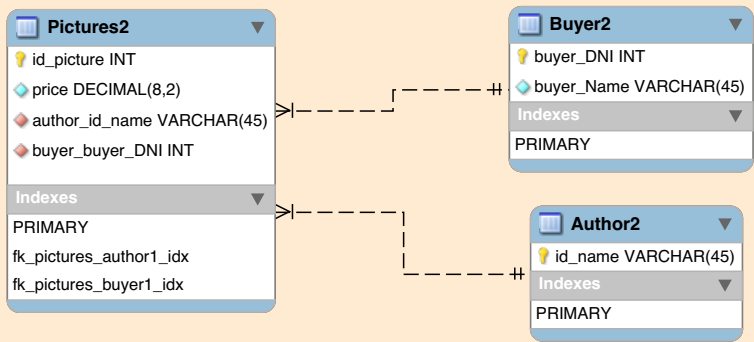 Pictures2
id_picture INT
price DECIMAL(8,2)
author_id_name VARCHAR(45)
buyer_buyer_DNI INT
Indexes
PRIMARY
fk_pictures_author1_idx
fk_pictures_buyer1_idx
Buyer2
buyer_DNI INT
buyer_Name VARCHAR(45)
Indexes
PRIMARY
Author2
id_name VARCHAR(45)
Indexes
PRIMARY